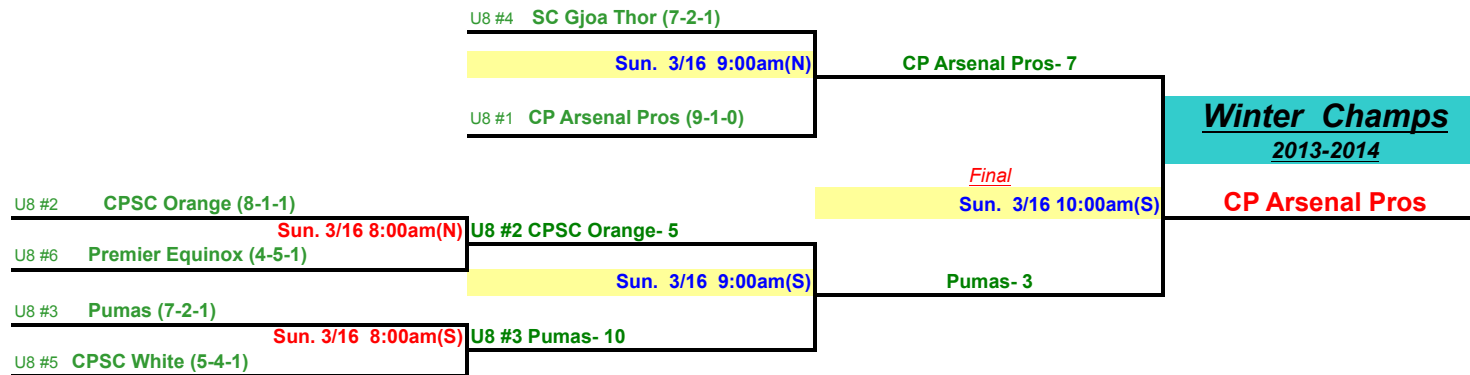 U8 #4 SC Gjoa Thor (7-2-1)
Sun. 3/16 9:00am(N) CP Arsenal Pros- 7
U8 #1 CP Arsenal Pros (9-1-0)
Winter Champs
2013-2014
Final
U8 #2 CPSC Orange (8-1-1)
Sun. 3/16 10:00am(S) CP Arsenal Pros
Sun. 3/16 8:00am(N) U8 #2 CPSC Orange- 5
U8 #6 Premier Equinox (4-5-1)
Sun. 3/16 9:00am(S) Pumas- 3
U8 #3 Pumas (7-2-1)
Sun. 3/16 8:00am(S) U8 #3 Pumas- 10
U8 #5 CPSC White (5-4-1)